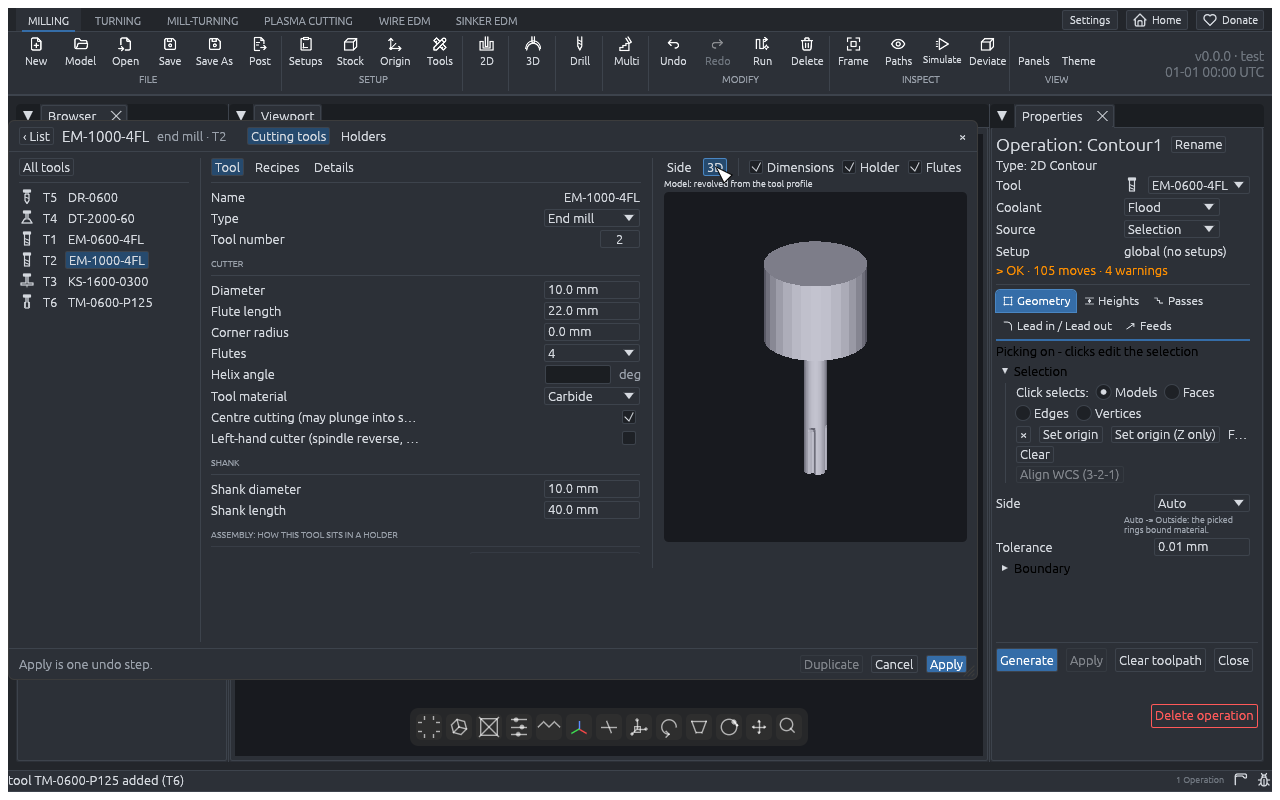 MILLING TURNING MILL-TURNING PLASMA CUTTING WIRE EDM SINKER EDM Settings Home Donate
New Model Open Save Save As Post Setups Stock Origin Tools 2D 3D Drill Multi Undo Redo Run Delete Frame Paths Simulate Deviate Panels Theme
FILE SETUP MODIFY INSPECT VIEW
v0.0.0 · test
01-01 00:00 UTC
Browser Viewport Properties
‹ List EM-1000-4FL end mill · T2 Cutting tools Holders ×
All tools
T5 DR-0600
T4 DT-2000-60
T1 EM-0600-4FL
T2 EM-1000-4FL
T3 KS-1600-0300
T6 TM-0600-P125
Tool Recipes Details
Name EM-1000-4FL
Type End mill
Tool number 2
CUTTER
Diameter 10.0 mm
Flute length 22.0 mm
Corner radius 0.0 mm
Flutes 4
Helix angle deg
Tool material Carbide
Centre cutting (may plunge into s…
Left-hand cutter (spindle reverse, …
SHANK
Shank diameter 10.0 mm
Shank length 40.0 mm
ASSEMBLY: HOW THIS TOOL SITS IN A HOLDER
Side 3D Dimensions Holder Flutes
Model: revolved from the tool profile
Apply is one undo step. Duplicate Cancel Apply
Operation: Contour1 Rename
Type: 2D Contour
Tool EM-0600-4FL
Coolant Flood
Source Selection
Setup global (no setups)
> OK · 105 moves · 4 warnings
Geometry Heights Passes
Lead in / Lead out Feeds
Picking on - clicks edit the selection
Selection
Click selects: Models Faces
Edges Vertices
× Set origin Set origin (Z only) F…
Clear
Align WCS (3-2-1)
Side Auto
Auto -> Outside: the picked
rings bound material.
Tolerance 0.01 mm
Boundary
Generate Apply Clear toolpath Close
Delete operation
tool TM-0600-P125 added (T6) 1 Operation